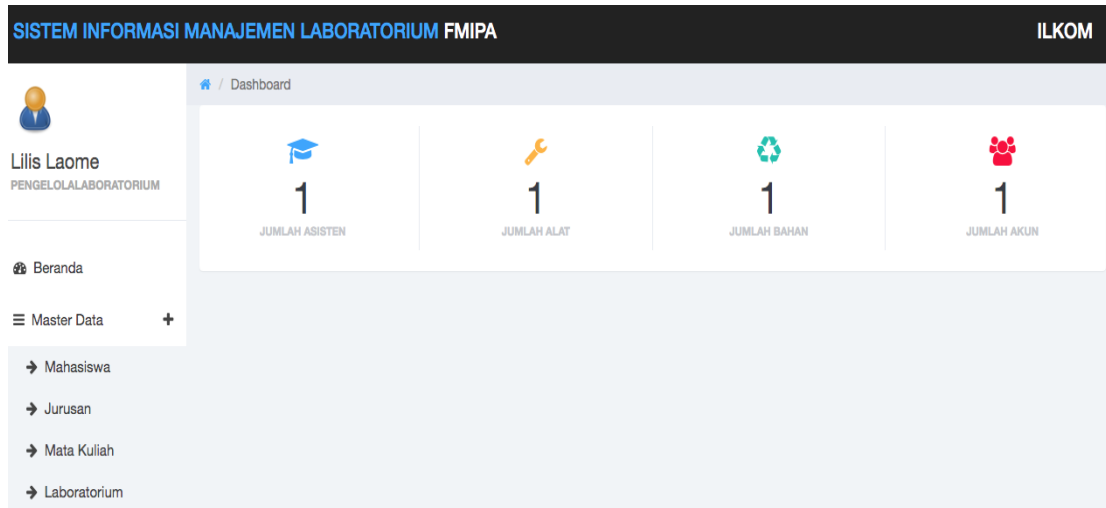 SISTEM INFORMASI MANAJEMEN LABORATORIUM FMIPA
ILKOM
Lilis Laome
PENGELOLALABORATORIUM
Beranda
Master Data
Mahasiswa
Jurusan
Mata Kuliah
Laboratorium
/ Dashboard
1
JUMLAH ASISTEN
1
JUMLAH ALAT
1
JUMLAH BAHAN
1
JUMLAH AKUN